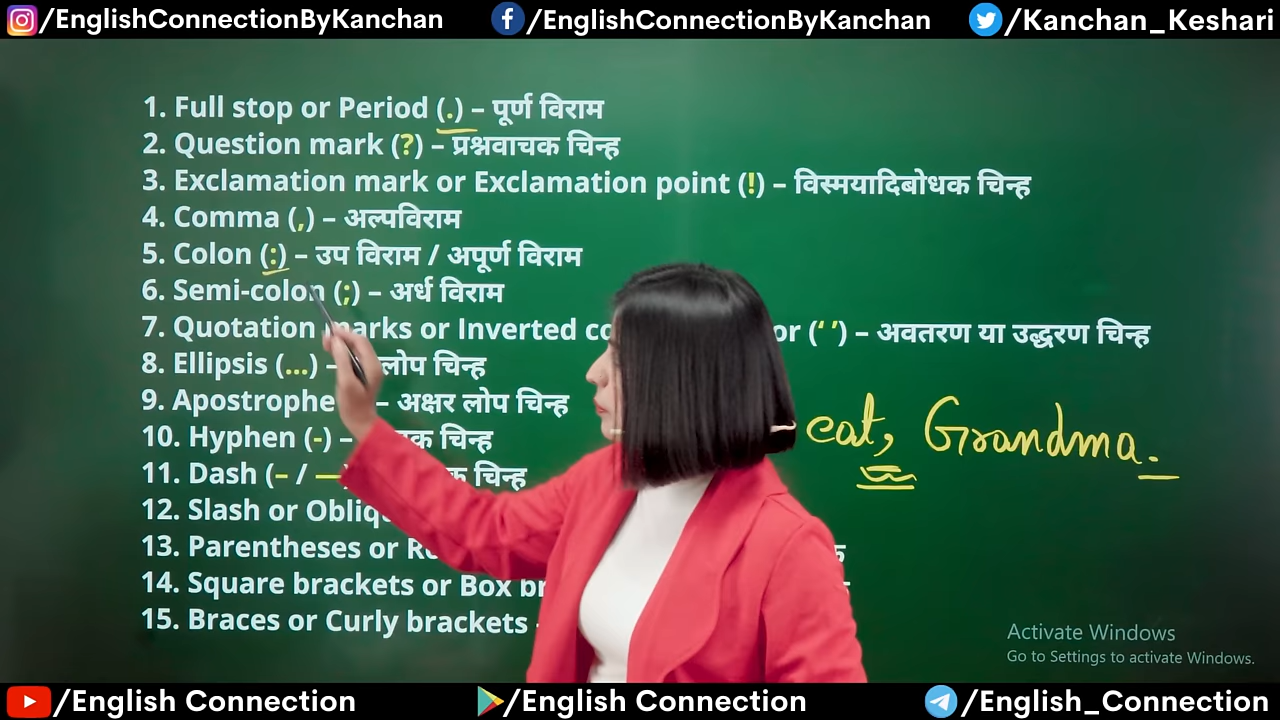 /EnglishConnectionByKanchan
/EnglishConnectionByKanchan
/Kanchan_Keshari
1. Full stop or Period (.) – पूर्ण विराम
2. Question mark (?) – प्रश्नवाचक चिन्ह
3. Exclamation mark or Exclamation point (!) – विस्मयादिबोधक चिन्ह
4. Comma (,) – अल्पविराम
5. Colon (:) – उप विराम / अपूर्ण विराम
6. Semi-colon (;) – अर्ध विराम
7. Quotation marks or Inverted or (‘ ’) – अवतरण या उद्धरण चिन्ह
8. Ellipsis (...) – लोप चिन्ह
9. Apostrophe – अक्षर लोप चिन्ह
10. Hyphen (-) – चिन्ह
11. Dash (– / —) चिन्ह
12. Slash or
13. Parentheses or
14. Square brackets or Box
15. Braces or Curly brackets -
eat, Grandma.
Activate Windows
Go to Settings to activate Windows.
/English Connection
/English Connection
/English_Connection